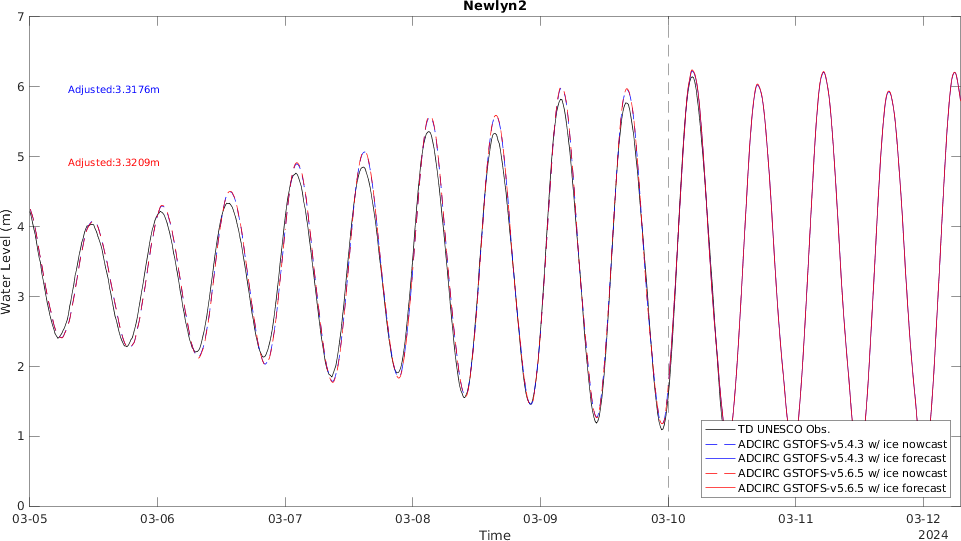 Newlyn2
7
6
5
4
3
2
1
0
Water Level (m)
Adjusted:3.3176m
Adjusted:3.3209m
TD UNESCO Obs.
ADCIRC GSTOFS-v5.4.3 w/ ice nowcast
ADCIRC GSTOFS-v5.4.3 w/ ice forecast
ADCIRC GSTOFS-v5.6.5 w/ ice nowcast
ADCIRC GSTOFS-v5.6.5 w/ ice forecast
03-05 03-06 03-07 03-08 03-09 03-10 03-11 03-12
Time
2024